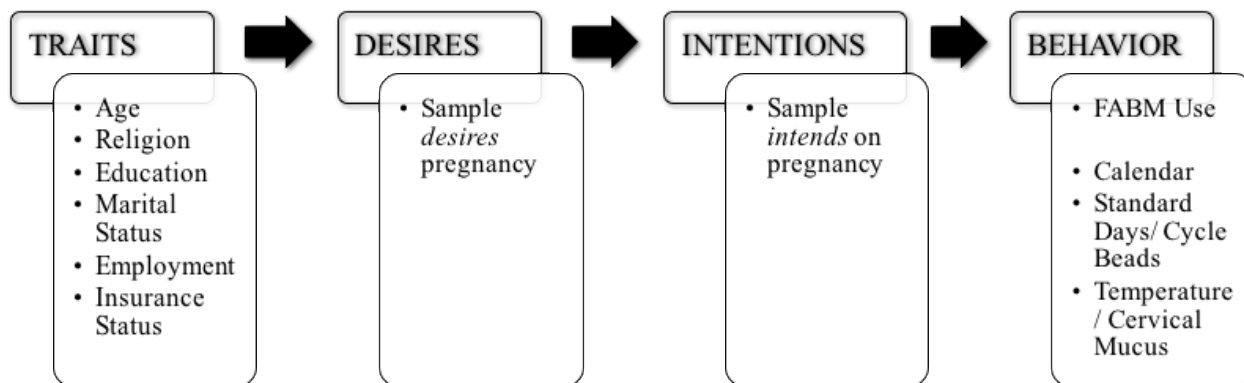 TRAITS
• Age
• Religion
• Education
• Marital
Status
• Employment
• Insurance
Status
DESIRES
• Sample
desires
pregnancy
INTENTIONS
• Sample
intends on
pregnancy
BEHAVIOR
• FABM Use
• Calendar
• Standard
Days/ Cycle
Beads
• Temperature
/ Cervical
Mucus